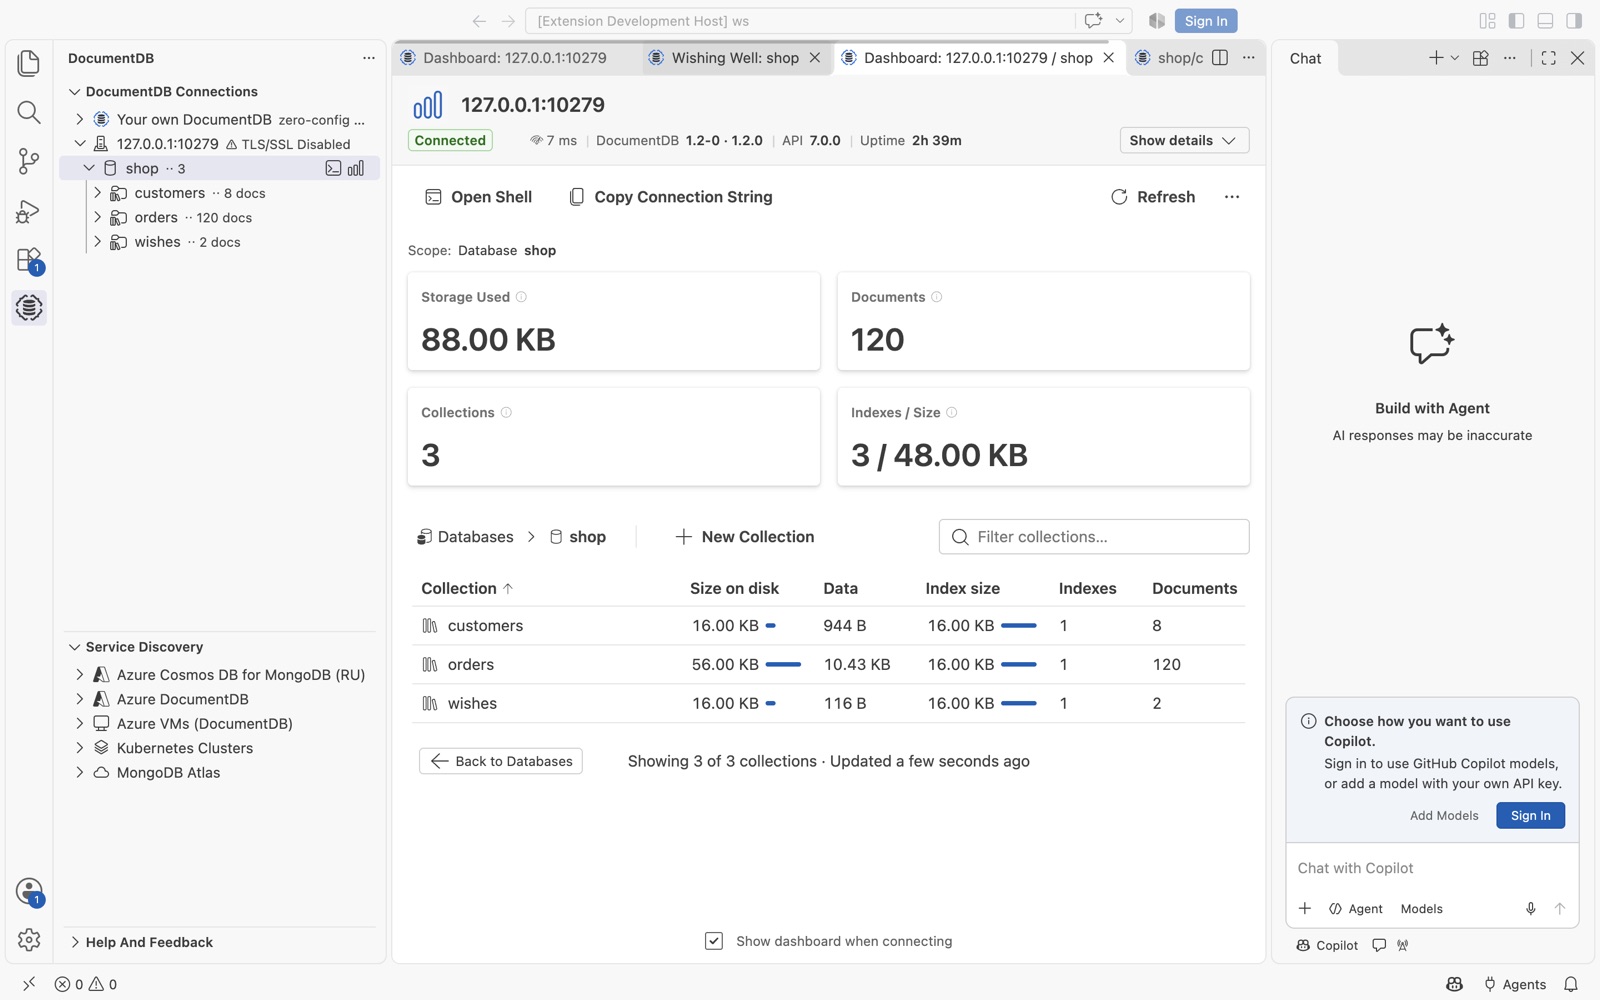 [Extension Development Host] ws
Sign In
DocumentDB
DocumentDB Connections
Your own DocumentDB zero-config ...
127.0.0.1:10279 TLS/SSL Disabled
shop ·· 3
customers ·· 8 docs
orders ·· 120 docs
wishes ·· 2 docs
1
Service Discovery
Azure Cosmos DB for MongoDB (RU)
Azure DocumentDB
Azure VMs (DocumentDB)
Kubernetes Clusters
MongoDB Atlas
1
Help And Feedback
Dashboard: 127.0.0.1:10279
Wishing Well: shop
Dashboard: 127.0.0.1:10279 / shop
shop/c
127.0.0.1:10279
Connected
7 ms
DocumentDB 1.2-0 · 1.2.0
API 7.0.0
Uptime 2h 39m
Show details
Open Shell
Copy Connection String
Refresh
Scope: Database shop
Storage Used
88.00 KB
Documents
120
Collections
3
Indexes / Size
3 / 48.00 KB
Databases
shop
New Collection
Filter collections...
Collection Size on disk Data Index size Indexes Documents
customers 16.00 KB 944 B 16.00 KB 1 8
orders 56.00 KB 10.43 KB 16.00 KB 1 120
wishes 16.00 KB 116 B 16.00 KB 1 2
Back to Databases
Showing 3 of 3 collections · Updated a few seconds ago
Show dashboard when connecting
Chat
Build with Agent
AI responses may be inaccurate
Choose how you want to use
Copilot.
Sign in to use GitHub Copilot models,
or add a model with your own API key.
Add Models
Sign In
Chat with Copilot
Agent
Models
Copilot
0
0
Agents